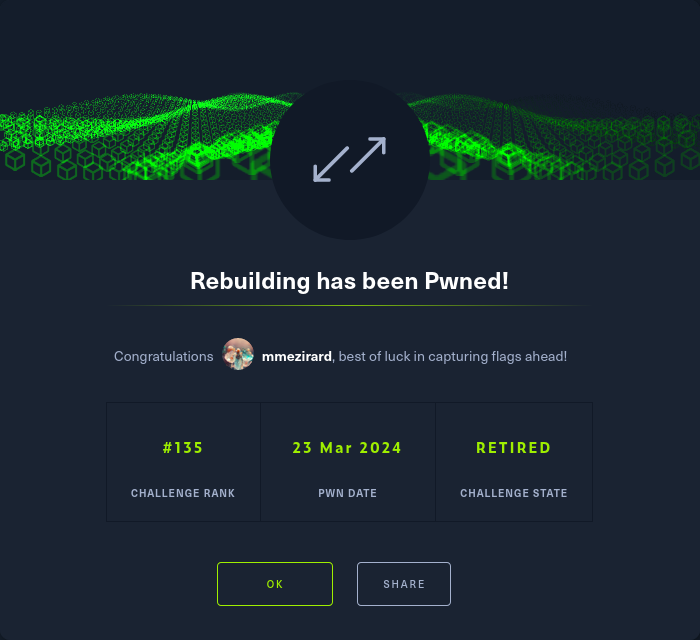 Rebuilding has been Pwned!
Congratulations mmezirard, best of luck in capturing flags ahead!
#135 23 Mar 2024 RETIRED
CHALLENGE RANK PWN DATE CHALLENGE STATE
OK SHARE